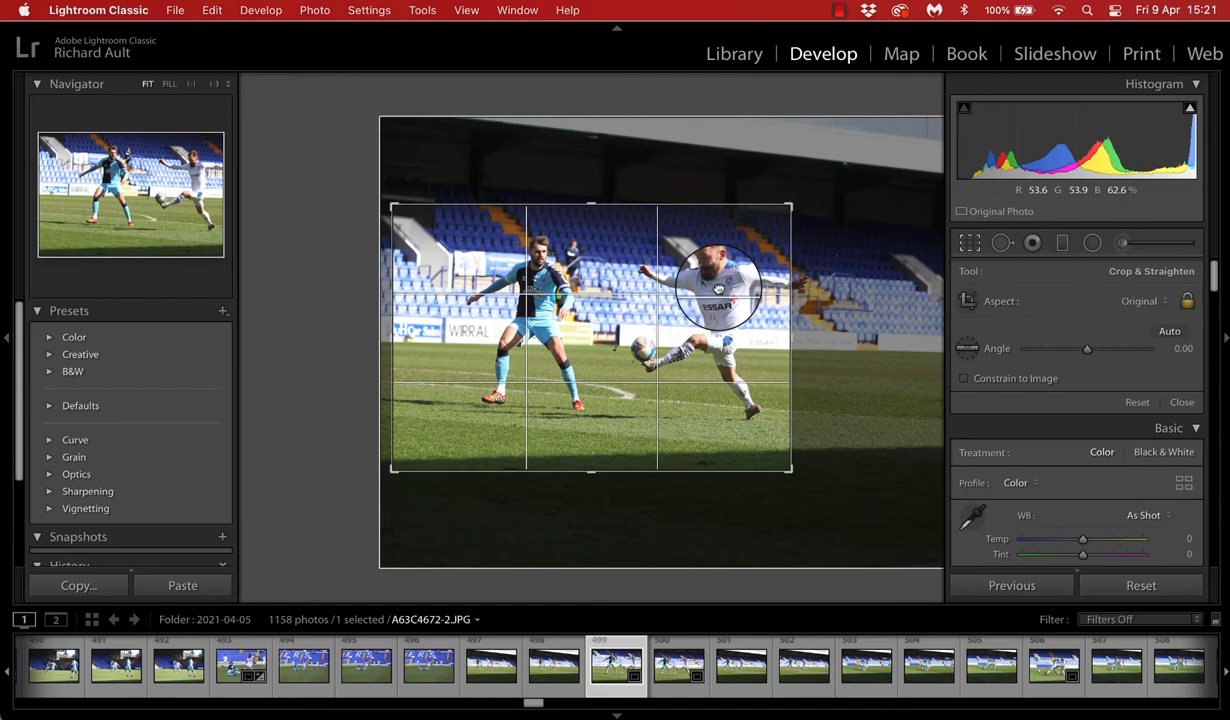 Lightroom Classic File Edit Develop Photo Settings Tools View Window Help 100% Fri 9 Apr 15:21
Lr Adobe Lightroom Classic
Richard Ault
Library | Develop | Map | Book | Slideshow | Print | Web
Navigator FIT FILL 1:1 1:3
Histogram
R 53.6 G 53.9 B 62.6 %
Original Photo
Tool : Crop & Straighten
Aspect : Original
Auto
Angle 0.00
Constrain to Image
Reset Close
Basic
Treatment : Color Black & White
Profile : Color
WB : As Shot
Temp 0
Tint 0
Previous Reset
Presets +
Color
Creative
B&W
Defaults
Curve
Grain
Optics
Sharpening
Vignetting
Snapshots +
History
Copy... Paste
WIRRAL
ESSAR
1 2 Folder : 2021-04-05 1158 photos / 1 selected / A63C4672-2.JPG Filter : Filters Off
490 491 492 493 494 495 496 497 498 499 500 501 502 503 504 505 506 507 508